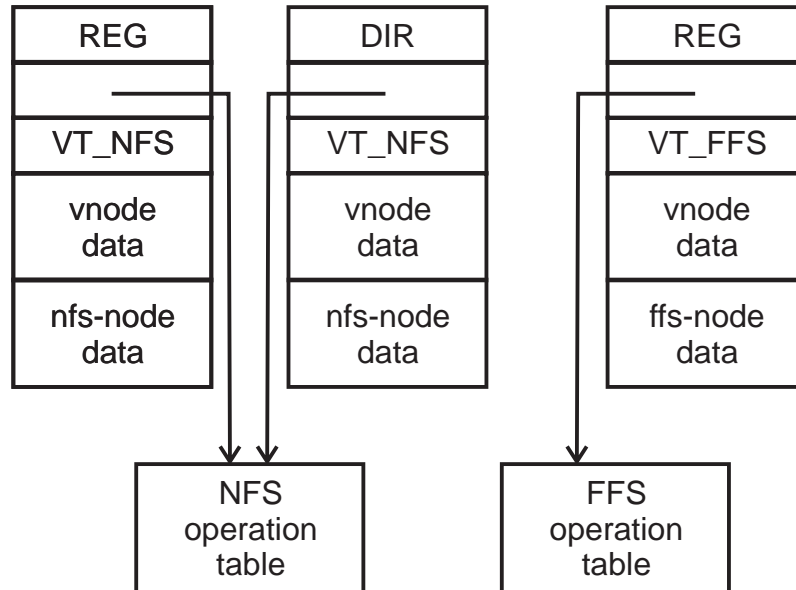 REG
VT_NFS
vnode
data
nfs-node
data
DIR
VT_NFS
vnode
data
nfs-node
data
REG
VT_FFS
vnode
data
ffs-node
data
NFS
operation
table
FFS
operation
table